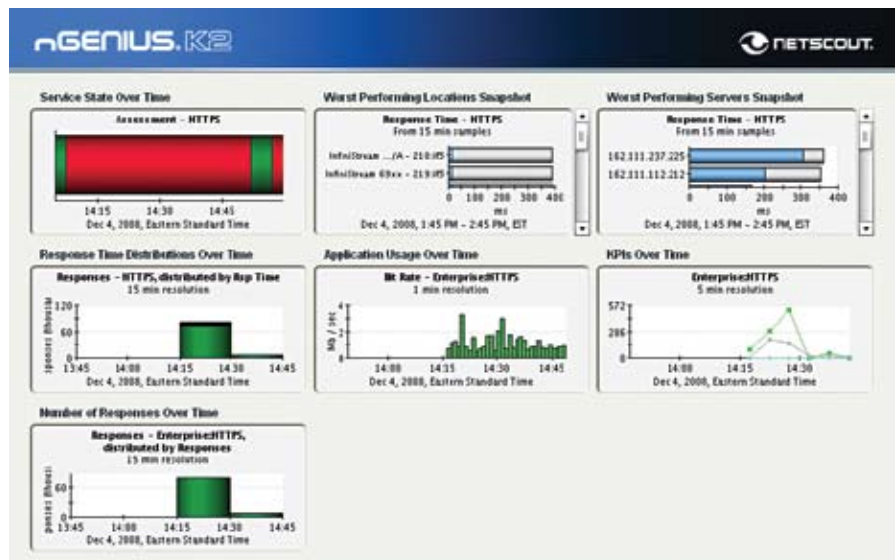 nGENIUS.K2
NETSCOUT.
Service State Over Time
Assessment - HTTPS
14:15 14:30 14:45
Dec 4, 2008, Eastern Standard Time
Worst Performing Locations Snapshot
Response Time - HTTPS
From 15 min samples
InfiniStream .../A - 210:if5
InfiniStream 69xx - 219:if5
0 100 200 300 400
ms
Dec 4, 2008, 1:45 PM - 2:45 PM, EST
Worst Performing Servers Snapshot
Response Time - HTTPS
From 15 min samples
162.111.237.225
162.111.112.212
0 100 200 300 400
ms
Dec 4, 2008, 1:45 PM - 2:45 PM, EST
Response Time Distributions Over Time
Responses - HTTPS, distributed by Rsp Time
15 min resolution
120
60
0
13:45 14:00 14:15 14:30 14:45
Dec 4, 2008, Eastern Standard Time
Application Usage Over Time
Bit Rate - Enterprise:HTTPS
1 min resolution
Mb / sec
4
2
0
14:00 14:15 14:30 14:45
Dec 4, 2008, Eastern Standard Time
KPIs Over Time
Enterprise:HTTPS
5 min resolution
572
286
0
14:00 14:15 14:30
Dec 4, 2008, Eastern Standard Time
Number of Responses Over Time
Responses - Enterprise:HTTPS,
distributed by Responses
15 min resolution
60
0
13:45 14:00 14:15 14:30 14:45
Dec 4, 2008, Eastern Standard Time